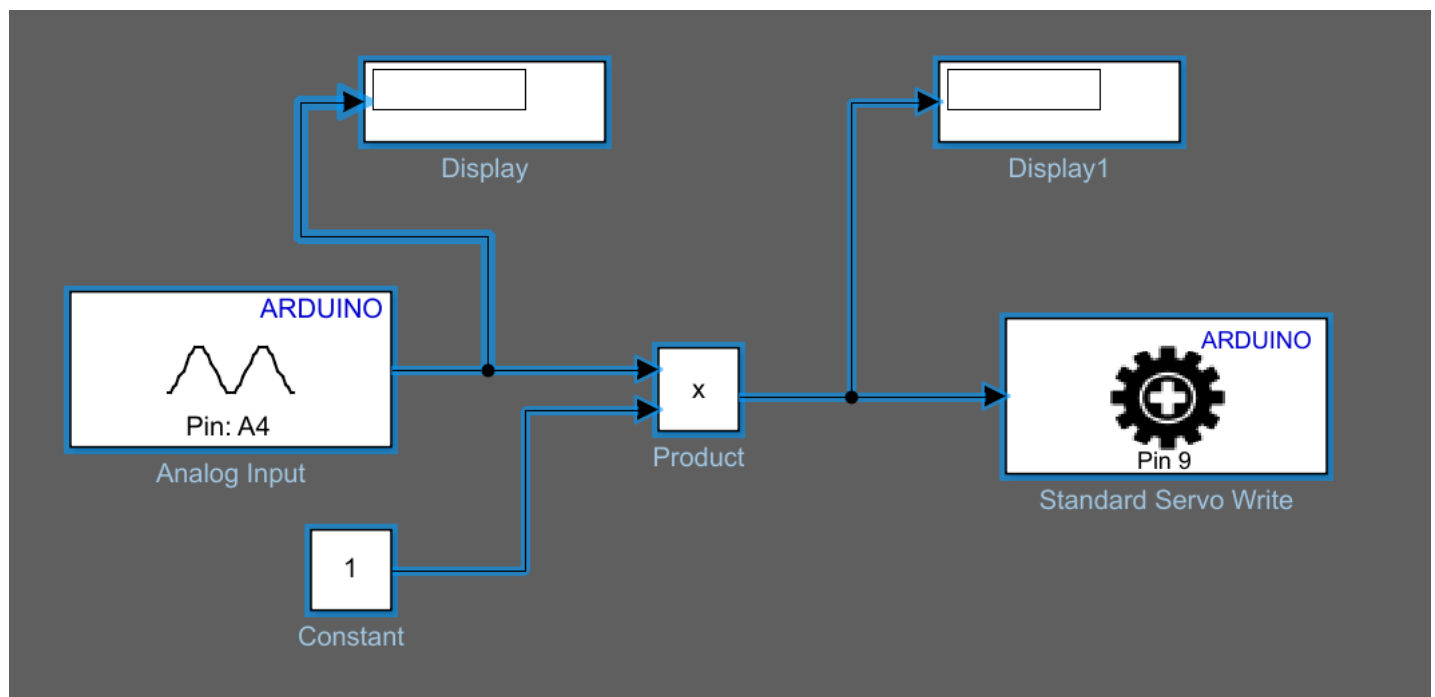 Display
Display1
ARDUINO
Pin: A4
Analog Input
x
Product
ARDUINO
Pin 9
Standard Servo Write
1
Constant